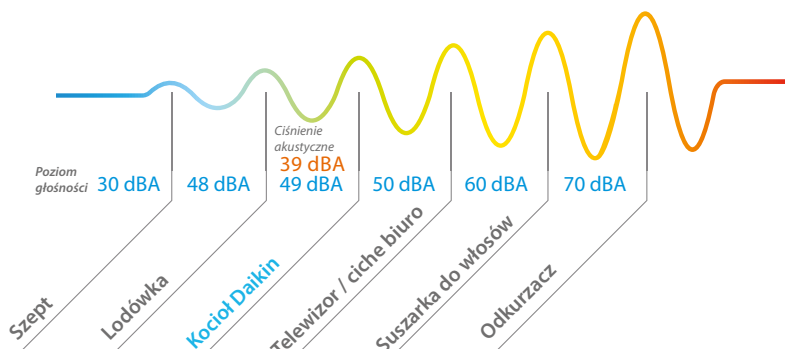 Ciśnienie
akustyczne
39 dBA
Poziom
głośności
30 dBA
48 dBA
49 dBA
50 dBA
60 dBA
70 dBA
Szept
Lodówka
Kocioł Daikin
Telewizor / ciche biuro
Suszarka do włosów
Odkurzacz